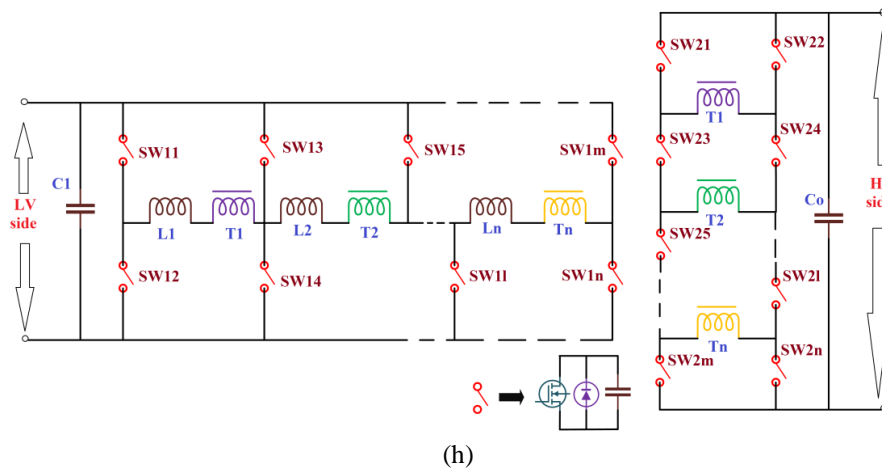 SW11
SW13
SW15
SW1m
C1
LV
side
L1
T1
L2
T2
Ln
Tn
SW12
SW14
SW1l
SW1n
SW21
SW22
T1
SW23
SW24
T2
Co
SW25
SW2l
Tn
SW2m
SW2n
H
sid
(h)